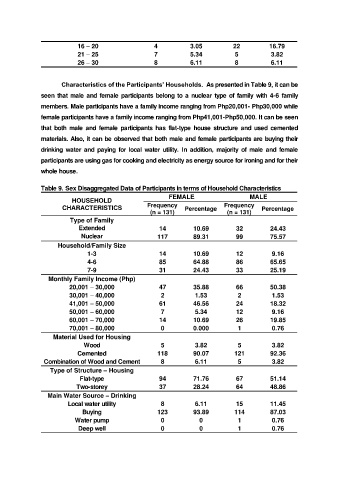 16 – 20 4 3.05 22 16.79
21 – 25 7 5.34 5 3.82
26 – 30 8 6.11 8 6.11
Characteristics of the Participants' Households. As presented in Table 9, it can be
seen that male and female participants belong to a nuclear type of family with 4-6 family
members. Male participants have a family income ranging from Php20,001- Php30,000 while
female participants have a family income ranging from Php41,001-Php50,000. It can be seen
that both male and female participants has flat-type house structure and used cemented
materials. Also, it can be observed that both male and female participants are buying their
drinking water and paying for local water utility. In addition, majority of male and female
participants are using gas for cooking and electricity as energy source for ironing and for their
whole house.
Table 9. Sex Disaggregated Data of Participants in terms of Household Characteristics
HOUSEHOLD CHARACTERISTICS FEMALE MALE
Frequency (n = 131) Percentage Frequency (n = 131) Percentage
Type of Family
Extended 14 10.69 32 24.43
Nuclear 117 89.31 99 75.57
Household/Family Size
1-3 14 10.69 12 9.16
4-6 85 64.88 86 65.65
7-9 31 24.43 33 25.19
Monthly Family Income (Php)
20,001 – 30,000 47 35.88 66 50.38
30,001 – 40,000 2 1.53 2 1.53
41,001 – 50,000 61 46.56 24 18.32
50,001 – 60,000 7 5.34 12 9.16
60,001 – 70,000 14 10.69 26 19.85
70,001 – 80,000 0 0.000 1 0.76
Material Used for Housing
Wood 5 3.82 5 3.82
Cemented 118 90.07 121 92.36
Combination of Wood and Cement 8 6.11 5 3.82
Type of Structure – Housing
Flat-type 94 71.76 67 51.14
Two-storey 37 28.24 64 48.86
Main Water Source – Drinking
Local water utility 8 6.11 15 11.45
Buying 123 93.89 114 87.03
Water pump 0 0 1 0.76
Deep well 0 0 1 0.76